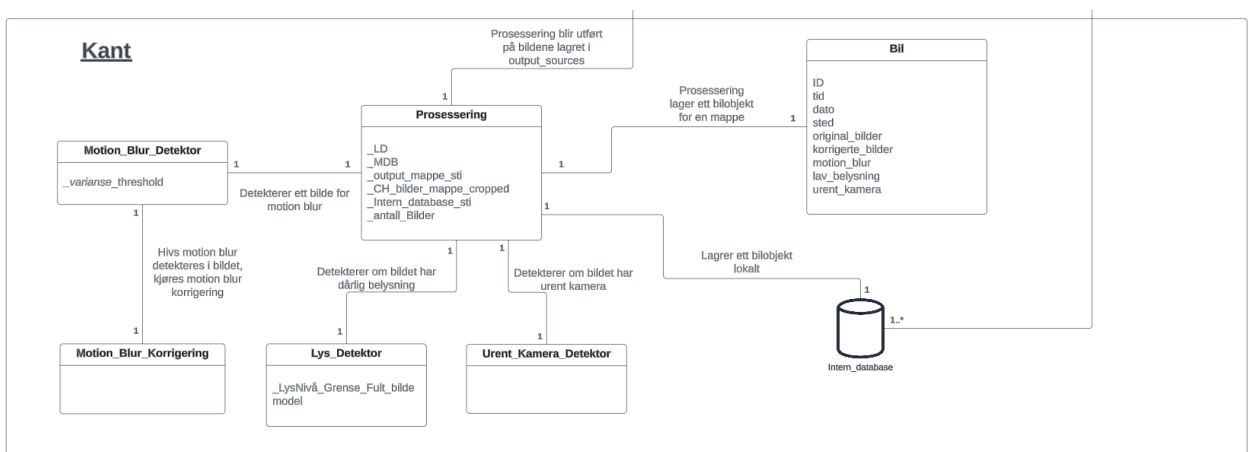 Kant
Prosessering blir utført
på bildene lagret i
output_sources
1
Prosessering
_LD
_MDB
_output_mappe_sti
_CH_bilder_mappe_cropped
_Intern_database_sti
_antall_Bilder
Prosessering
lager ett bilobjekt
for en mappe
1
1
Bil
ID
tid
dato
sted
original_bilder
korrigerte_bilder
motion_blur
lav_belysning
urent_kamera
Motion_Blur_Detektor
_varianse_threshold
1
1
Detekterer ett bilde for
motion blur
1
Hivs motion blur
detekteres i bildet,
kjøres motion blur
korrigering
1
Motion_Blur_Korrigering
1
Detekterer om bildet har
dårlig belysning
1
Lys_Detektor
_LysNivå_Grense_Fult_bilde
model
1
Detekterer om bildet har
urent kamera
1
Urent_Kamera_Detektor
1
Lagrer ett bilobjekt
lokalt
1
1..*
Intern_database